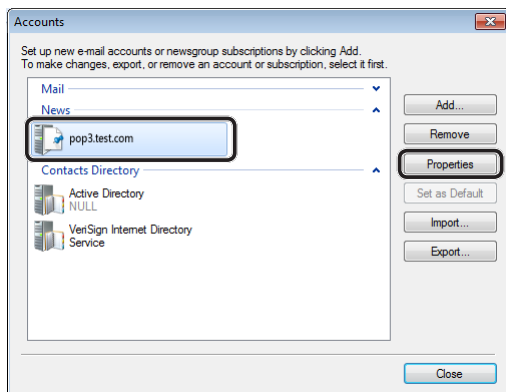 Accounts
Set up new e-mail accounts or newsgroup subscriptions by clicking Add.
To make changes, export, or remove an account or subscription, select it first.
Mail
News
pop3.test.com
Contacts Directory
Active Directory
NULL
VeriSign Internet Directory
Service
Add...
Remove
Properties
Set as Default
Import...
Export...
Close